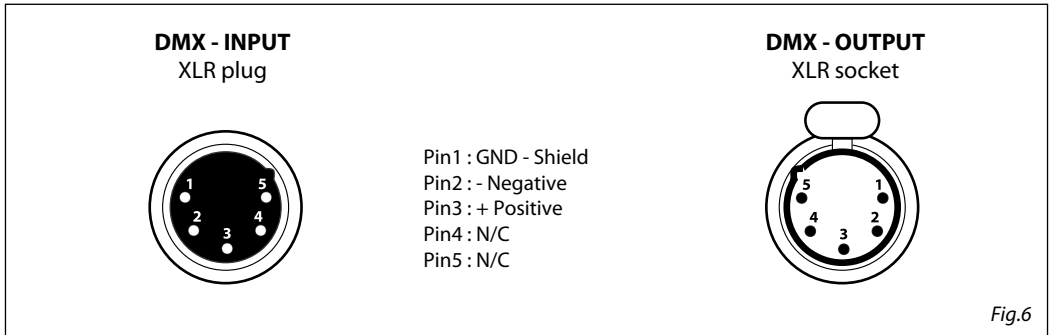 DMX - INPUT
XLR plug
1
5
2
4
3
Pin1 : GND - Shield
Pin2 : - Negative
Pin3 : + Positive
Pin4 : N/C
Pin5 : N/C
DMX - OUTPUT
XLR socket
5
1
4
2
3
Fig.6